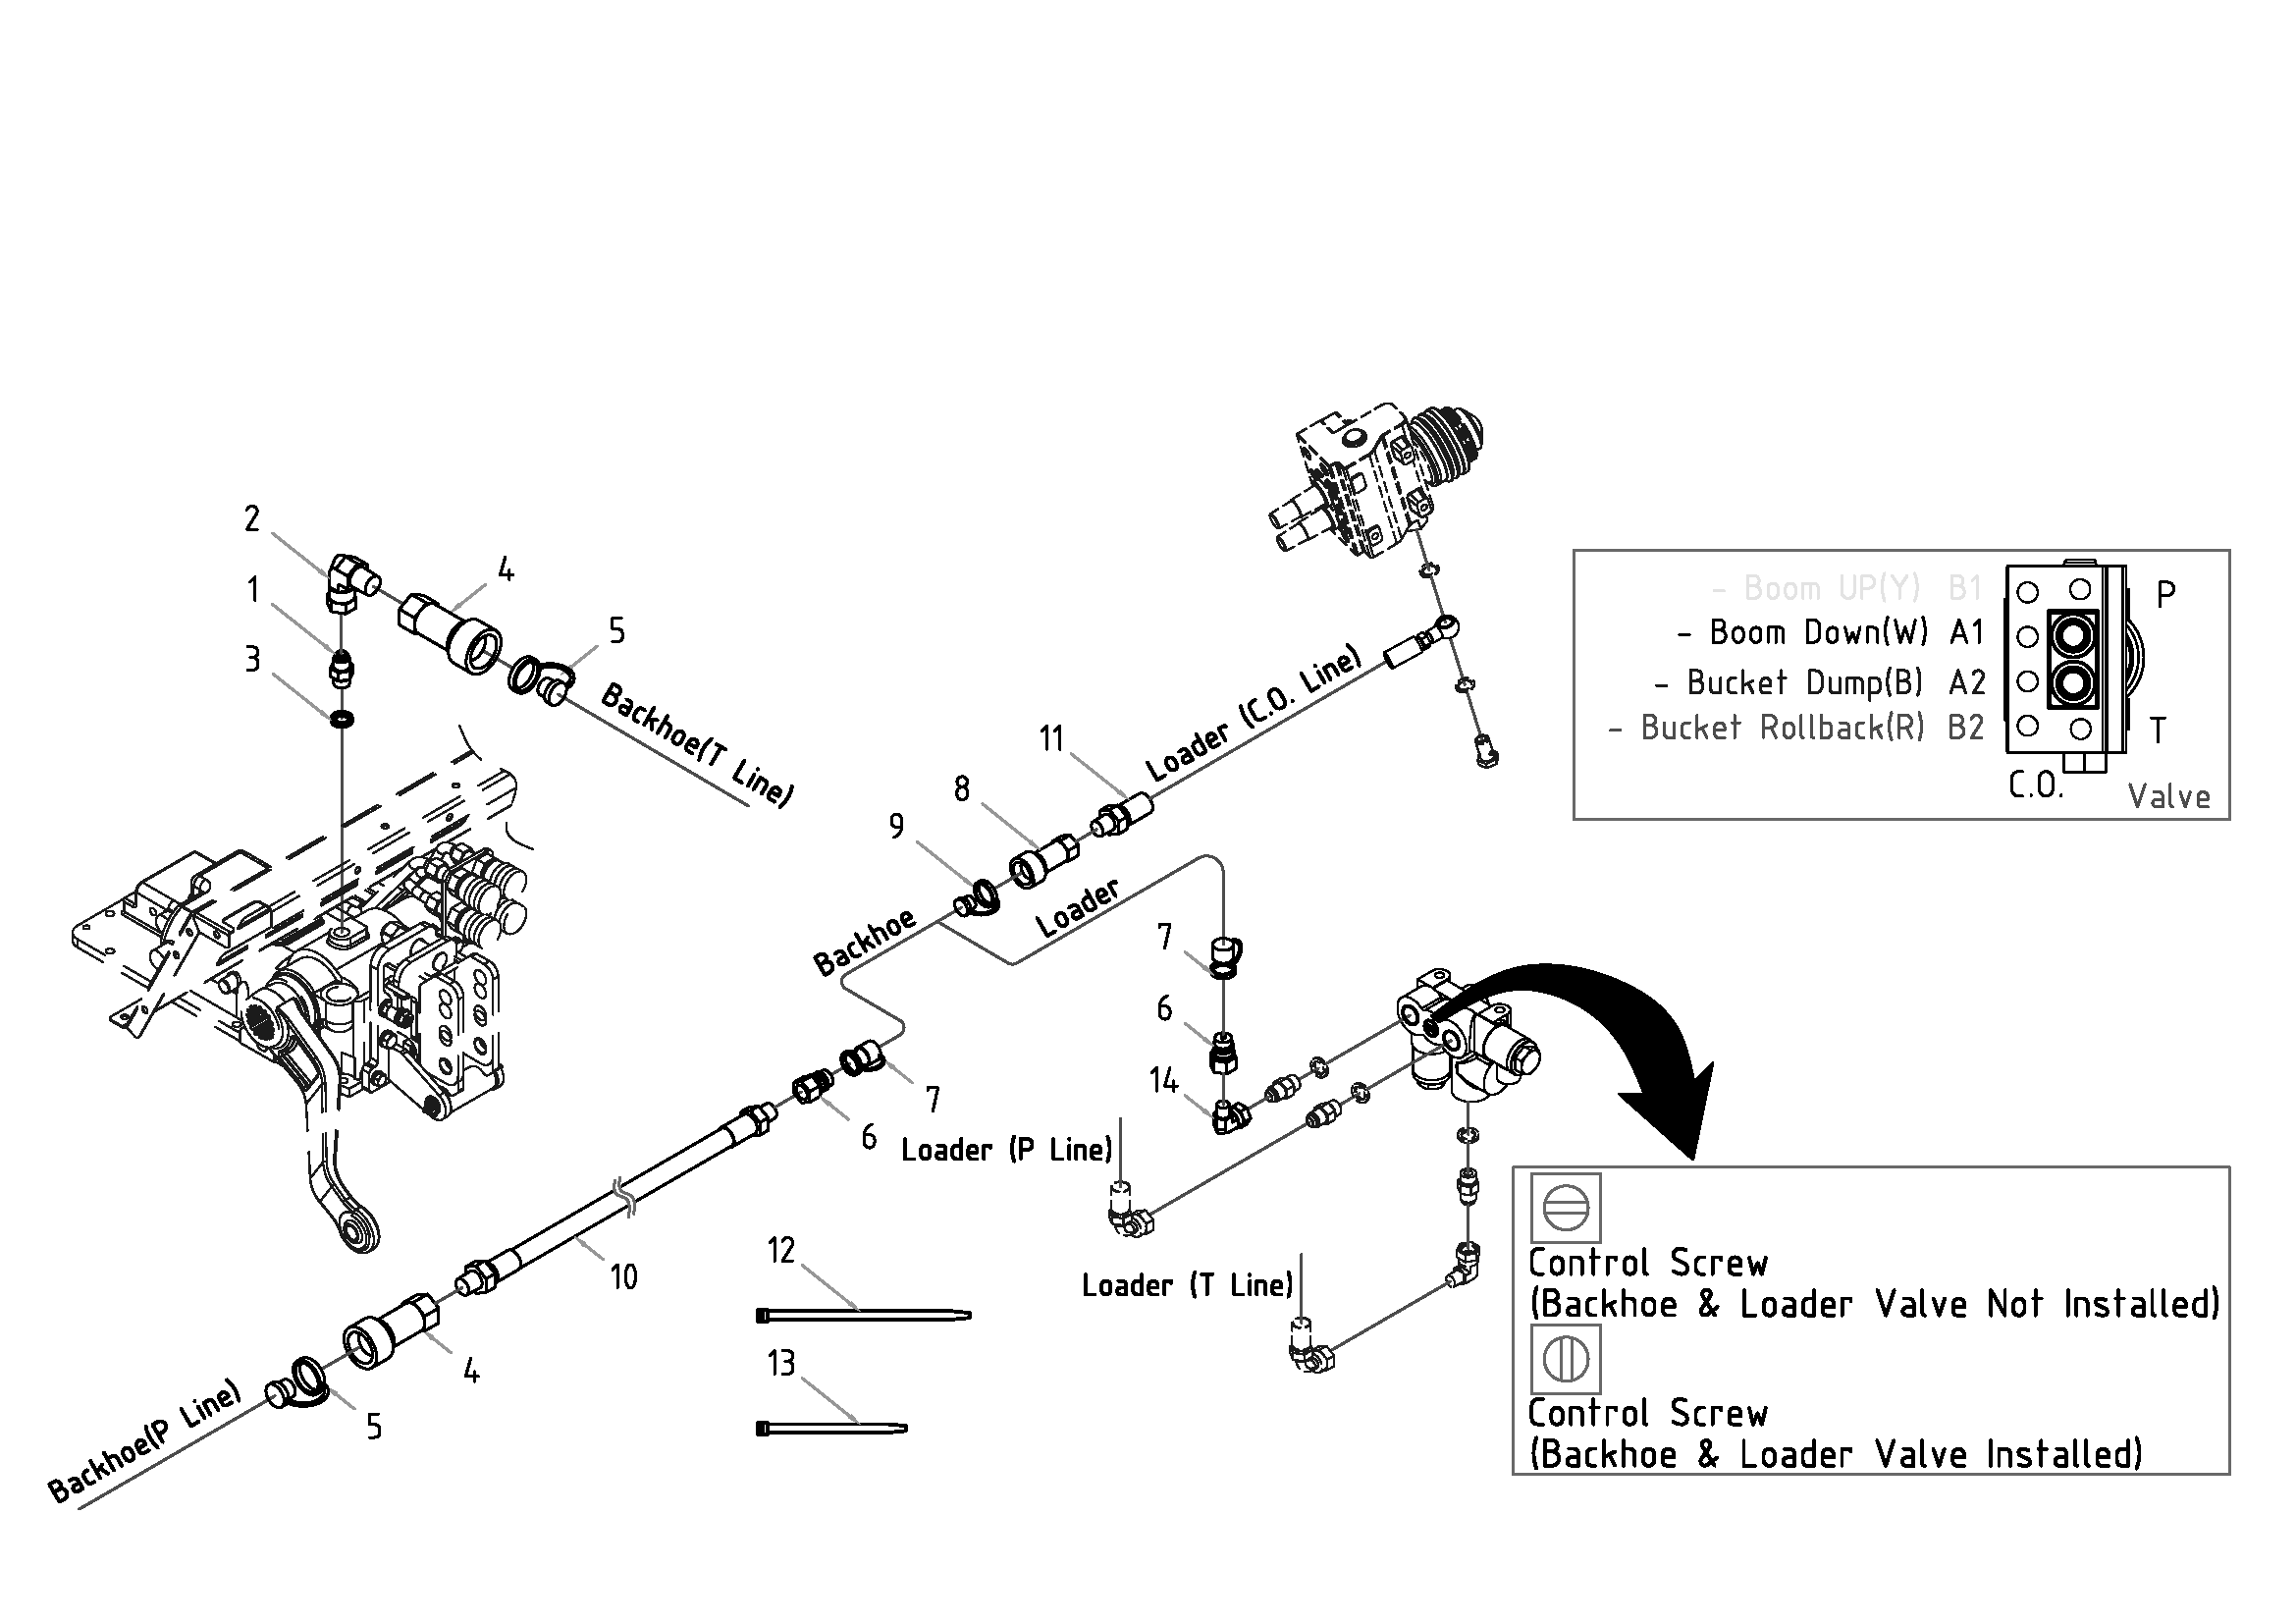 2
1
3
4
5
Backhoe(T Line)
- Boom UP(Y) B1
- Boom Down(W) A1
- Bucket Dump(B) A2
- Bucket Rollback(R) B2
P
T
C.O.
Valve
Loader (C.O. Line)
11
8
9
Loader
Backhoe
7
6
14
7
6
Loader (P Line)
10
12
Loader (T Line)
13
4
5
Backhoe(P Line)
Control Screw
(Backhoe & Loader Valve Not Installed)
Control Screw
(Backhoe & Loader Valve Installed)